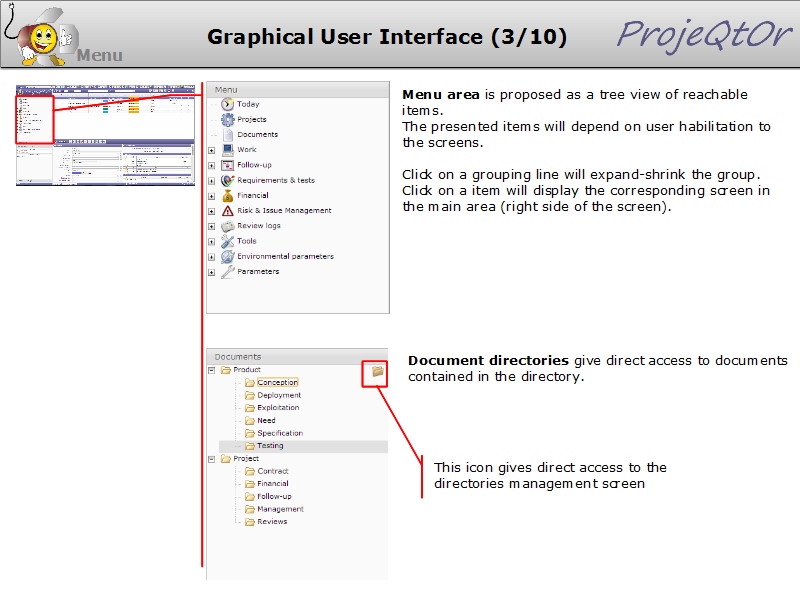 Graphical User Interface (3/10)
ProjeQtOr
Menu
Menu
Today
Projects
Documents
Work
Follow-up
Requirements & tests
Financial
Risk & Issue Management
Review logs
Tools
Environmental parameters
Parameters
Menu area is proposed as a tree view of reachable
items.
The presented items will depend on user habilitation to
the screens.
Click on a grouping line will expand-shrink the group.
Click on a item will display the corresponding screen in
the main area (right side of the screen).
Documents
Product
Conception
Deployment
Exploitation
Need
Specification
Testing
Project
Contract
Financial
Follow-up
Management
Reviews
Document directories give direct access to documents
contained in the directory.
This icon gives direct access to the
directories management screen